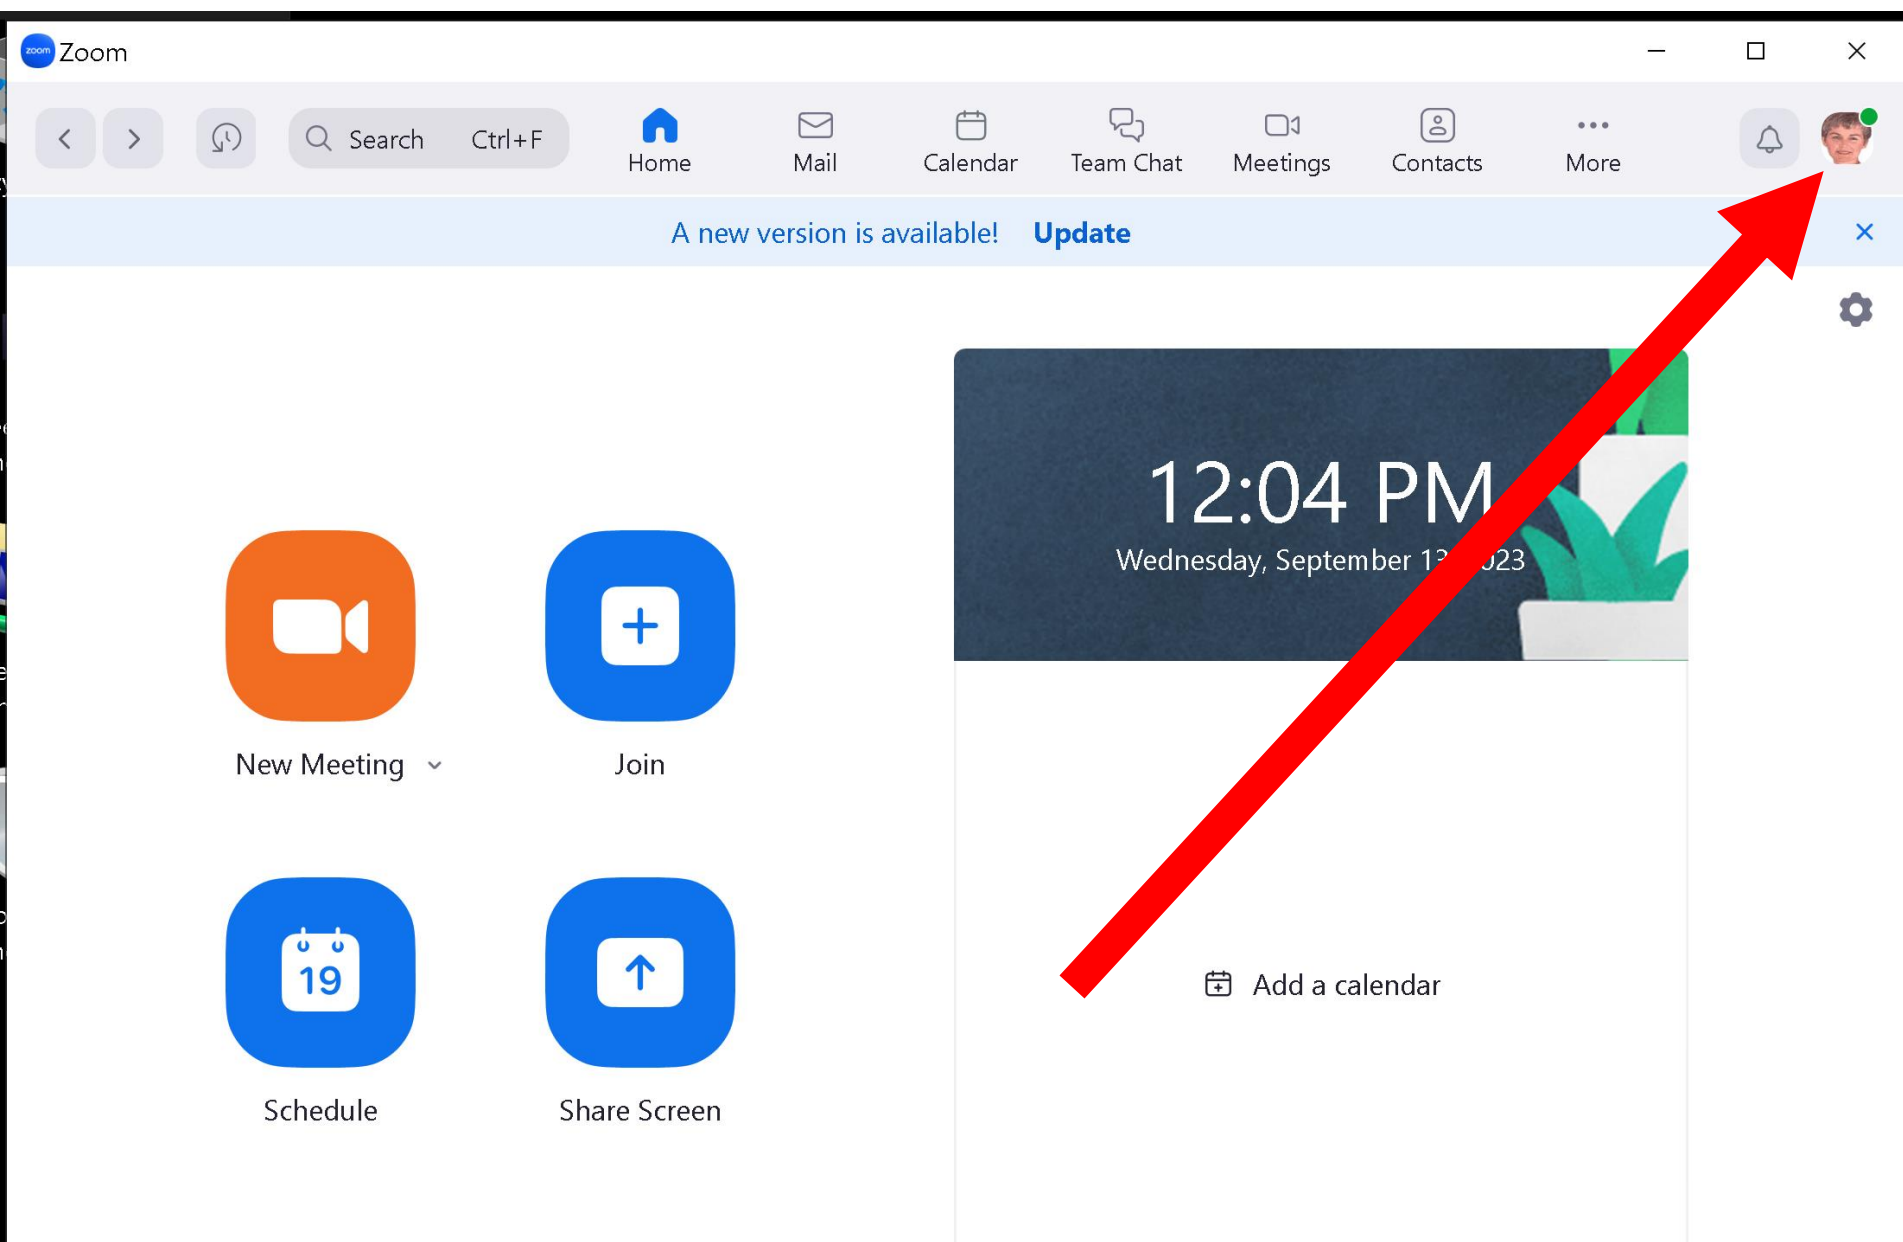 zoom Zoom
Search Ctrl+F
Home Mail Calendar Team Chat Meetings Contacts More
A new version is available! Update
12:04 PM
Wednesday, September 13 023
New Meeting Join
19
Schedule Share Screen
Add a calendar